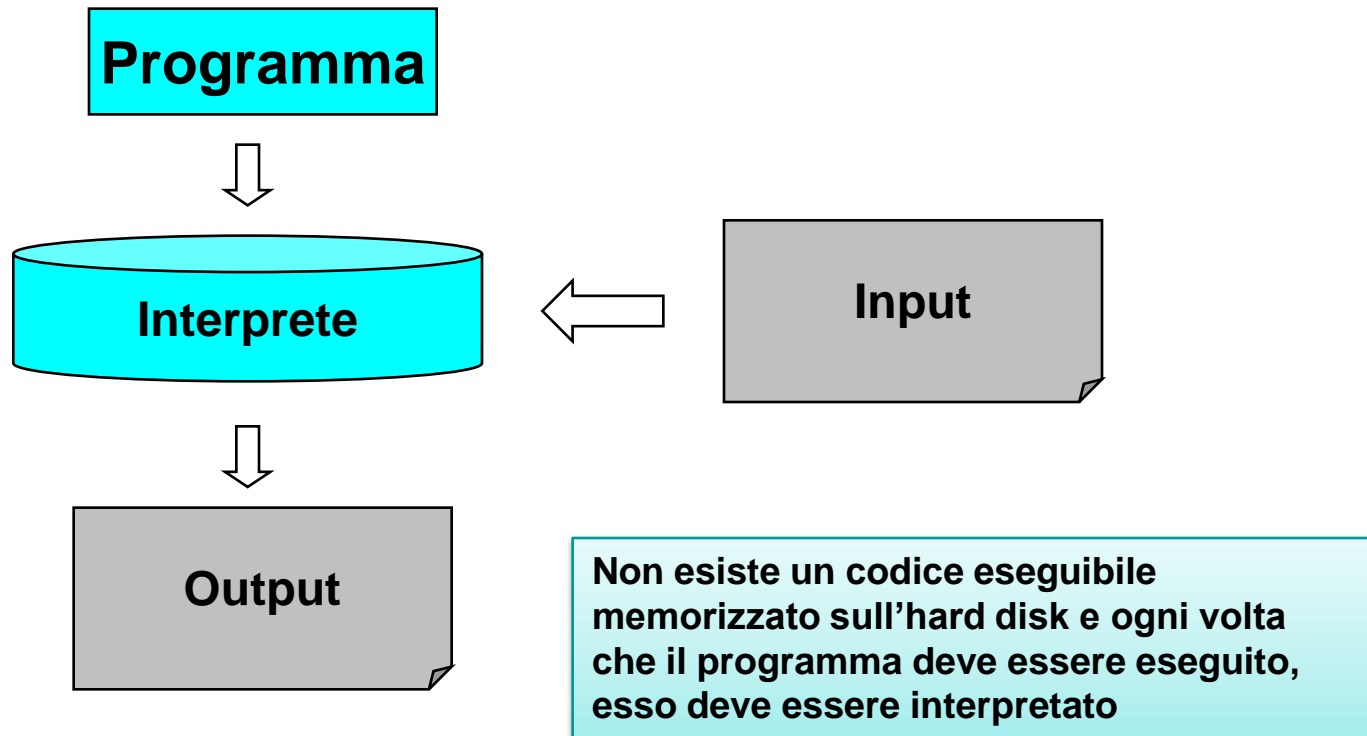 Programma
Interprete
Input
Output
Non esiste un codice eseguibile
memorizzato sull’hard disk e ogni volta
che il programma deve essere eseguito,
esso deve essere interpretato